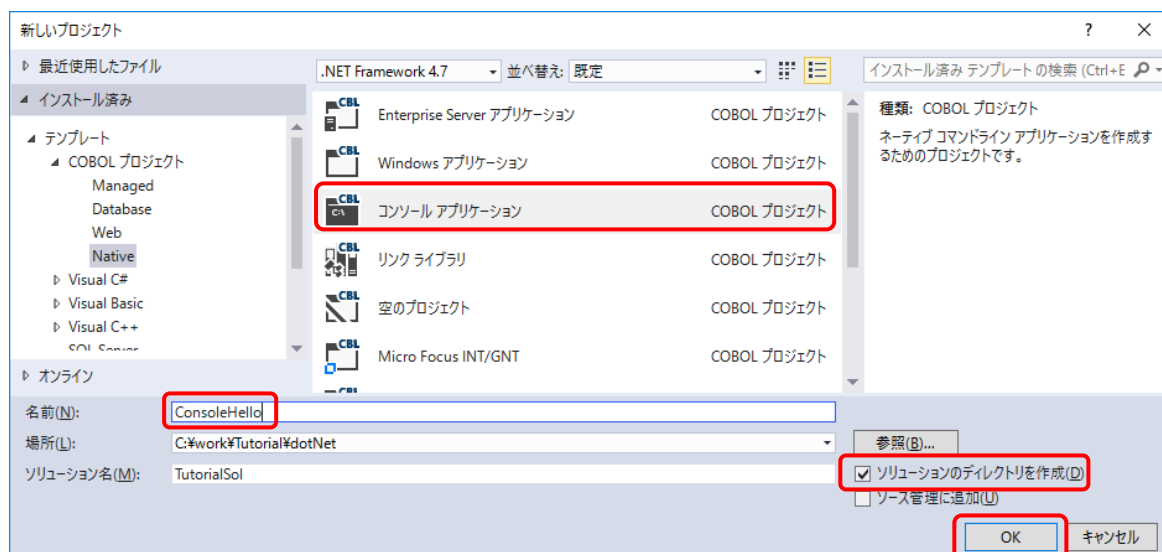 新しいプロジェクト
最近使用したファイル
インストール済み
テンプレート
COBOL プロジェクト
Managed
Database
Web
Native
Visual C#
Visual Basic
Visual C++
SQL Server
オンライン
.NET Framework 4.7 並べ替え: 既定
インストール済み テンプレート の検索 (Ctrl+E
Enterprise Server アプリケーション COBOL プロジェクト
Windows アプリケーション COBOL プロジェクト
コンソール アプリケーション COBOL プロジェクト
リンク ライブラリ COBOL プロジェクト
空のプロジェクト COBOL プロジェクト
Micro Focus INT/GNT COBOL プロジェクト
種類: COBOL プロジェクト
ネーティブ コマンドライン アプリケーションを作成す
るためのプロジェクトです。
名前(N): ConsoleHello
場所(L): C:¥work¥Tutorial¥dotNet 参照(B)...
ソリューション名(M): TutorialSol
ソリューションのディレクトリを作成(D)
ソース管理に追加(U)
OK キャンセル